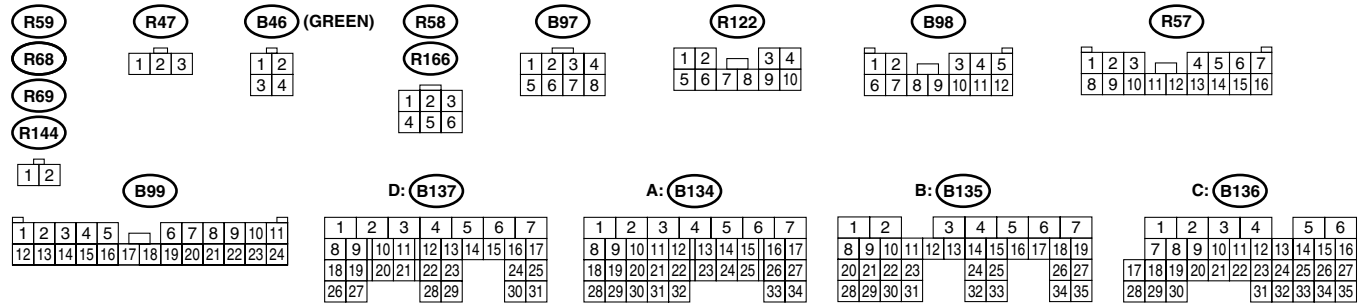 R59 R47 B46 (GREEN) R58 B97 R122 B98 R57
R68 R166
R69
R144
1 2
1 2 3
1 2
3 4
1 2 3
4 5 6
1 2 3 4
5 6 7 8
1 2 3 4
5 6 7 8 9 10
1 2 3 4 5
6 7 8 9 10 11 12
1 2 3 4 5 6 7
8 9 10 11 12 13 14 15 16
B99
1 2 3 4 5 6 7 8 9 10 11
12 13 14 15 16 17 18 19 20 21 22 23 24
D: B137
1 2 3 4 5 6 7
8 9 10 11 12 13 14 15 16 17
18 19 20 21 22 23 24 25
26 27 28 29 30 31
A: B134
1 2 3 4 5 6 7
8 9 10 11 12 13 14 15 16 17
18 19 20 21 22 23 24 25 26 27
28 29 30 31 32 33 34
B: B135
1 2 3 4 5 6 7
8 9 10 11 12 13 14 15 16 17 18 19
20 21 22 23 24 25 26 27
28 29 30 31 32 33 34 35
C: B136
1 2 3 4 5 6
7 8 9 10 11 12 13 14 15 16
17 18 19 20 21 22 23 24 25 26 27
28 29 30 31 32 33 34 35